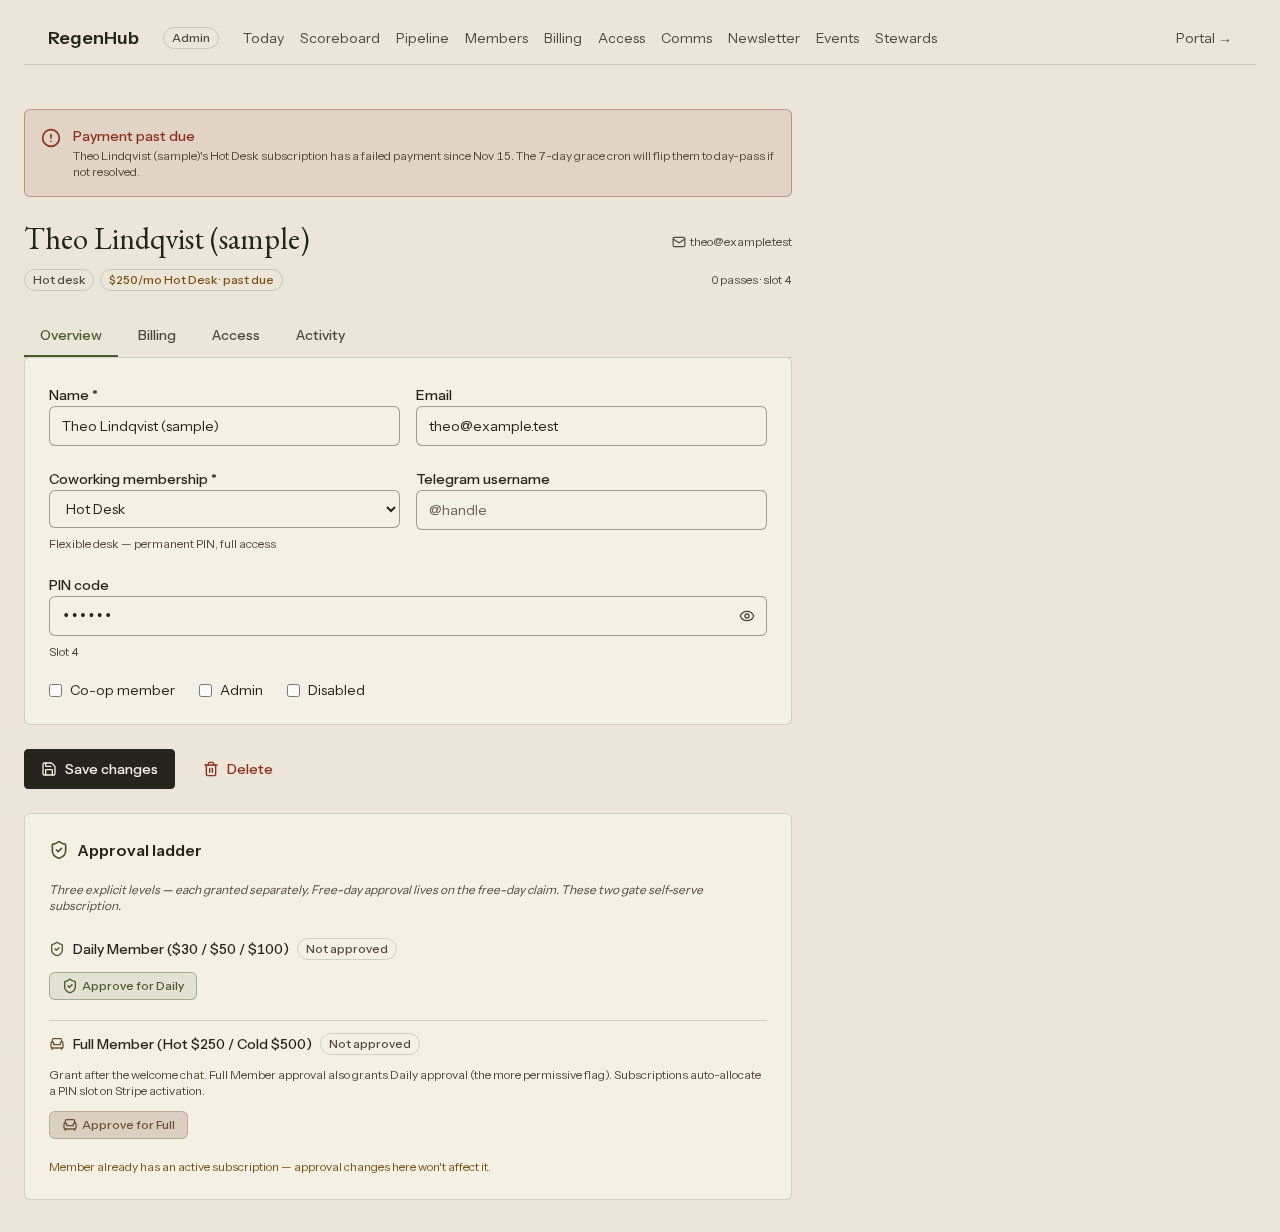 RegenHub Admin Today Scoreboard Pipeline Members Billing Access Comms Newsletter Events Stewards Portal →
Payment past due
Theo Lindqvist (sample)'s Hot Desk subscription has a failed payment since Nov 15. The 7-day grace cron will flip them to day-pass if
not resolved.
Theo Lindqvist (sample)
theo@example.test
Hot desk $250/mo Hot Desk · past due
0 passes · slot 4
Overview Billing Access Activity
Name * Email
Theo Lindqvist (sample) theo@example.test
Coworking membership * Telegram username
Hot Desk @handle
Flexible desk — permanent PIN, full access
PIN code
••••••
Slot 4
Co-op member Admin Disabled
Save changes Delete
Approval ladder
Three explicit levels — each granted separately. Free-day approval lives on the free-day claim. These two gate self-serve
subscription.
Daily Member ($30 / $50 / $100) Not approved
Approve for Daily
Full Member (Hot $250 / Cold $500) Not approved
Grant after the welcome chat. Full Member approval also grants Daily approval (the more permissive flag). Subscriptions auto-allocate
a PIN slot on Stripe activation.
Approve for Full
Member already has an active subscription — approval changes here won't affect it.